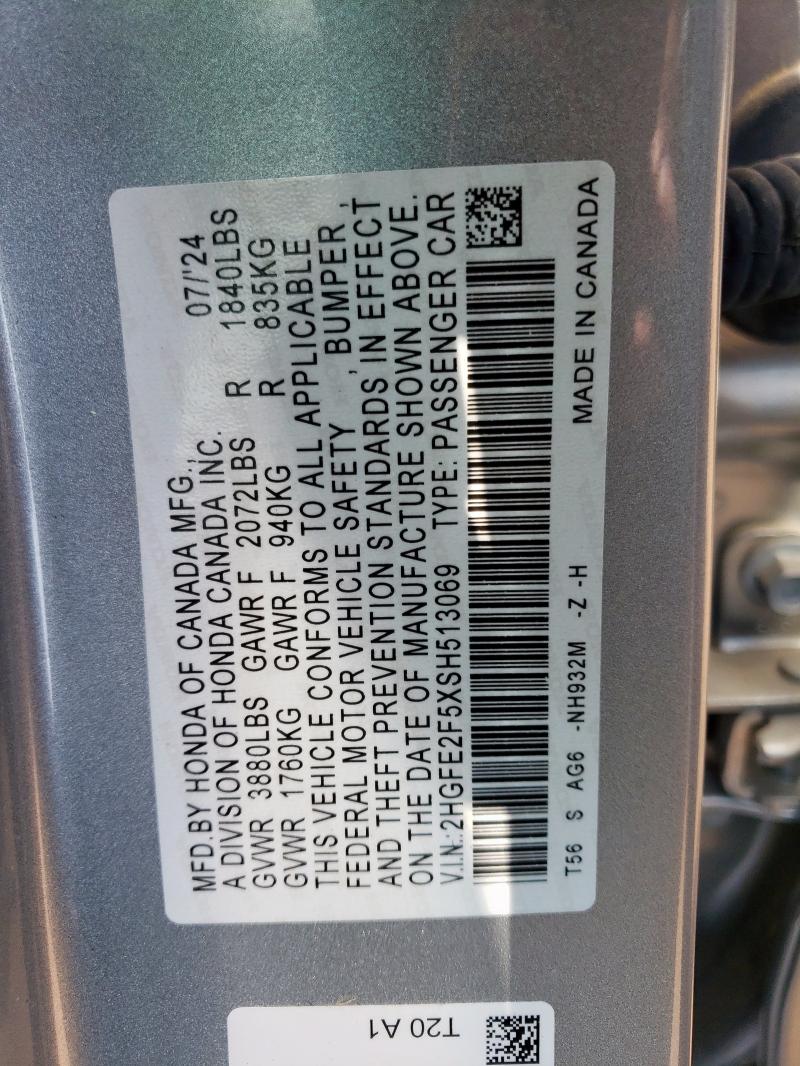 MFD.BY HONDA OF CANADA MFG., 07/'24
A DIVISION OF HONDA CANADA INC.
GVWR 3880LBS GAWR F 2072LBS R 1840LBS
GVWR 1760KG GAWR F 940KG R 835KG
THIS VEHICLE CONFORMS TO ALL APPLICABLE
FEDERAL MOTOR VEHICLE SAFETY , BUMPER ,
AND THEFT PREVENTION STANDARDS IN EFFECT
ON THE DATE OF MANUFACTURE SHOWN ABOVE.
V.I.N.:2HGFE2F5XSH513069 TYPE: PASSENGER CAR
T56 S AG6 -NH932M -Z -H MADE IN CANADA
T20 A1